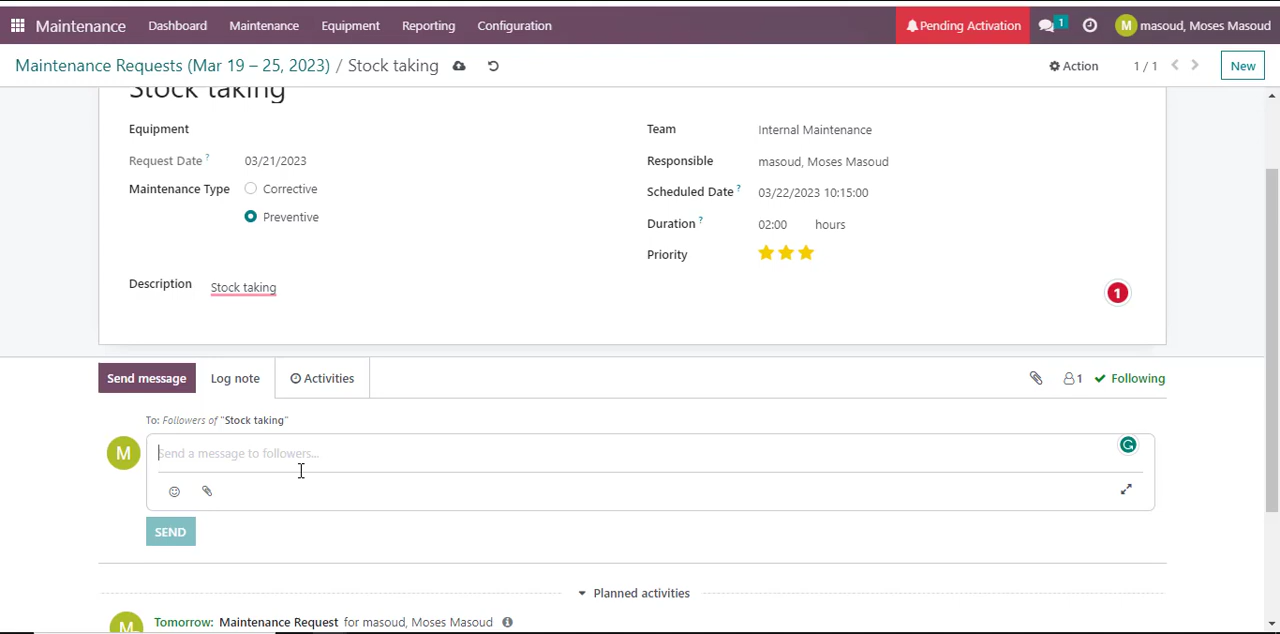 Maintenance Dashboard Maintenance Equipment Reporting Configuration Pending Activation 1 M masoud, Moses Masoud
Maintenance Requests (Mar 19 – 25, 2023) / Stock taking Action 1 / 1 New
Stock taking
Equipment Team Internal Maintenance
Request Date ? 03/21/2023 Responsible masoud, Moses Masoud
Maintenance Type Corrective Scheduled Date ? 03/22/2023 10:15:00
Preventive Duration ? 02:00 hours
Priority
Description Stock taking 1
Send message Log note Activities 1 Following
To: Followers of "Stock taking"
M Send a message to followers...
SEND
Planned activities
M Tomorrow: Maintenance Request for masoud, Moses Masoud